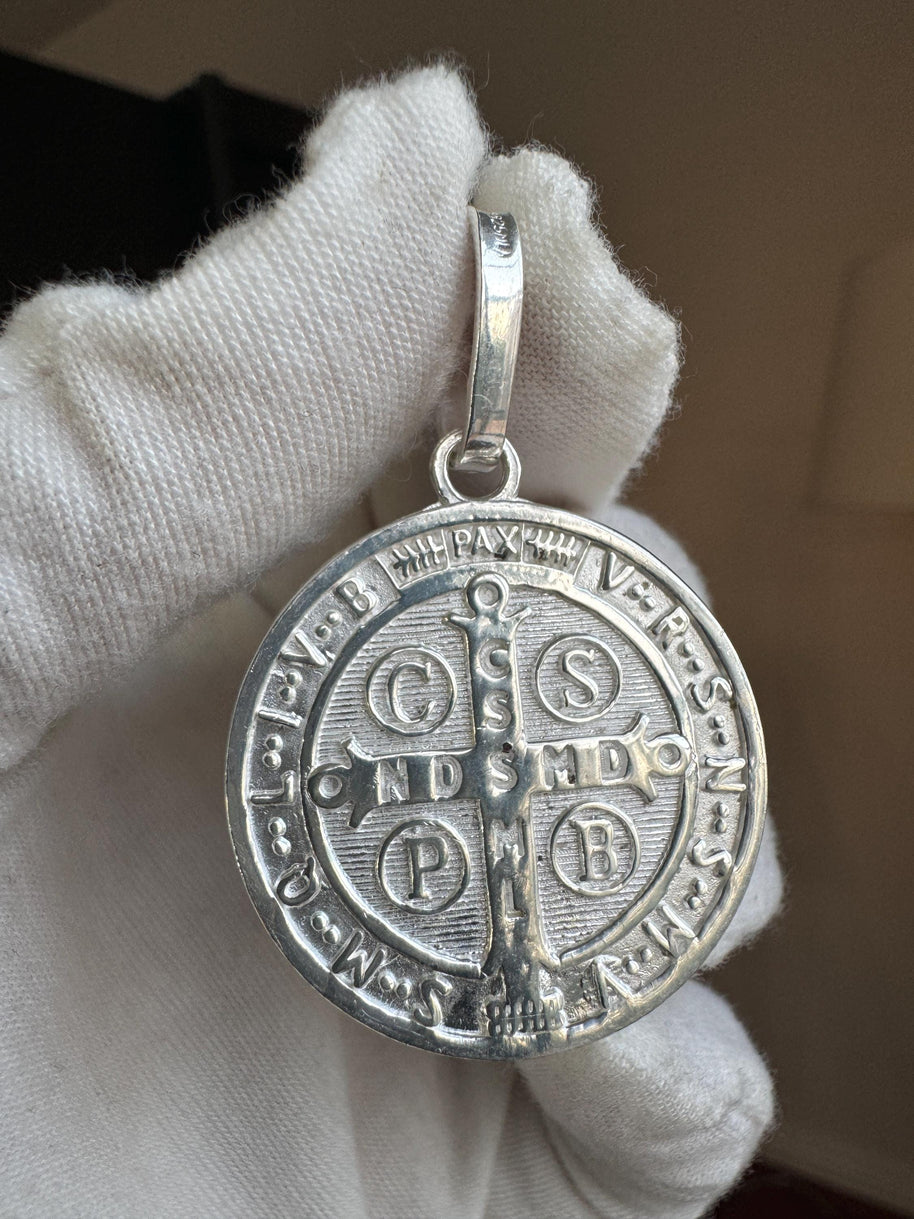 PAX
V : R : S : N : S : M : V
S : M : Q : L : I : V : B
C S
C
S
N D S M D
M
L
P B